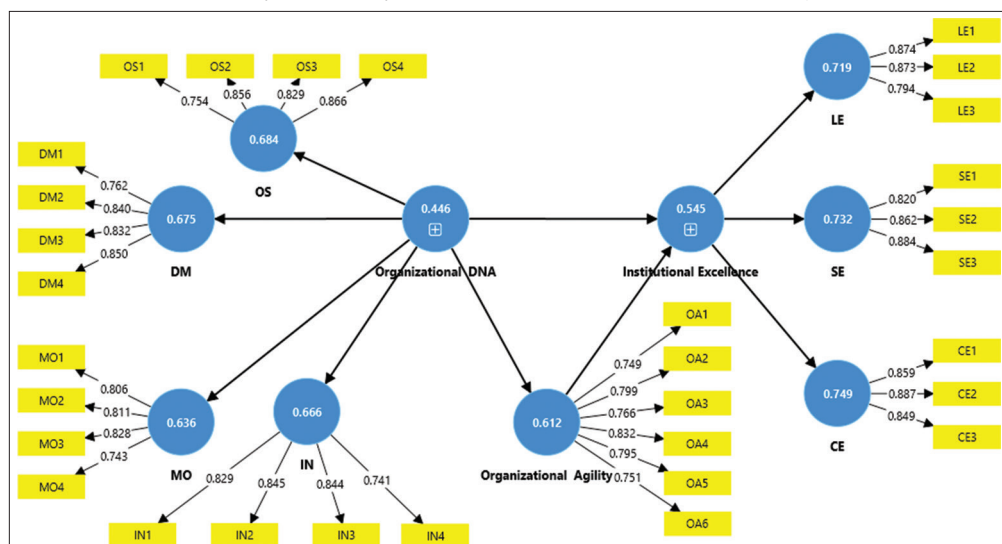 OS1
OS2
OS3
OS4
0.754
0.856
0.829
0.866
0.684
OS
DM1
DM2
DM3
DM4
0.762
0.840
0.832
0.850
0.675
DM
MO1
MO2
MO3
MO4
0.806
0.811
0.828
0.743
0.636
MO
0.666
IN
0.829
0.845
0.844
0.741
IN1
IN2
IN3
IN4
0.446
Organizational DNA
0.545
Institutional Excellence
0.612
Organizational Agility
0.749
0.799
0.766
0.832
0.795
0.751
OA1
OA2
OA3
OA4
OA5
OA6
0.719
LE
0.874
0.873
0.794
LE1
LE2
LE3
0.732
SE
0.820
0.862
0.884
SE1
SE2
SE3
0.749
CE
0.859
0.887
0.849
CE1
CE2
CE3